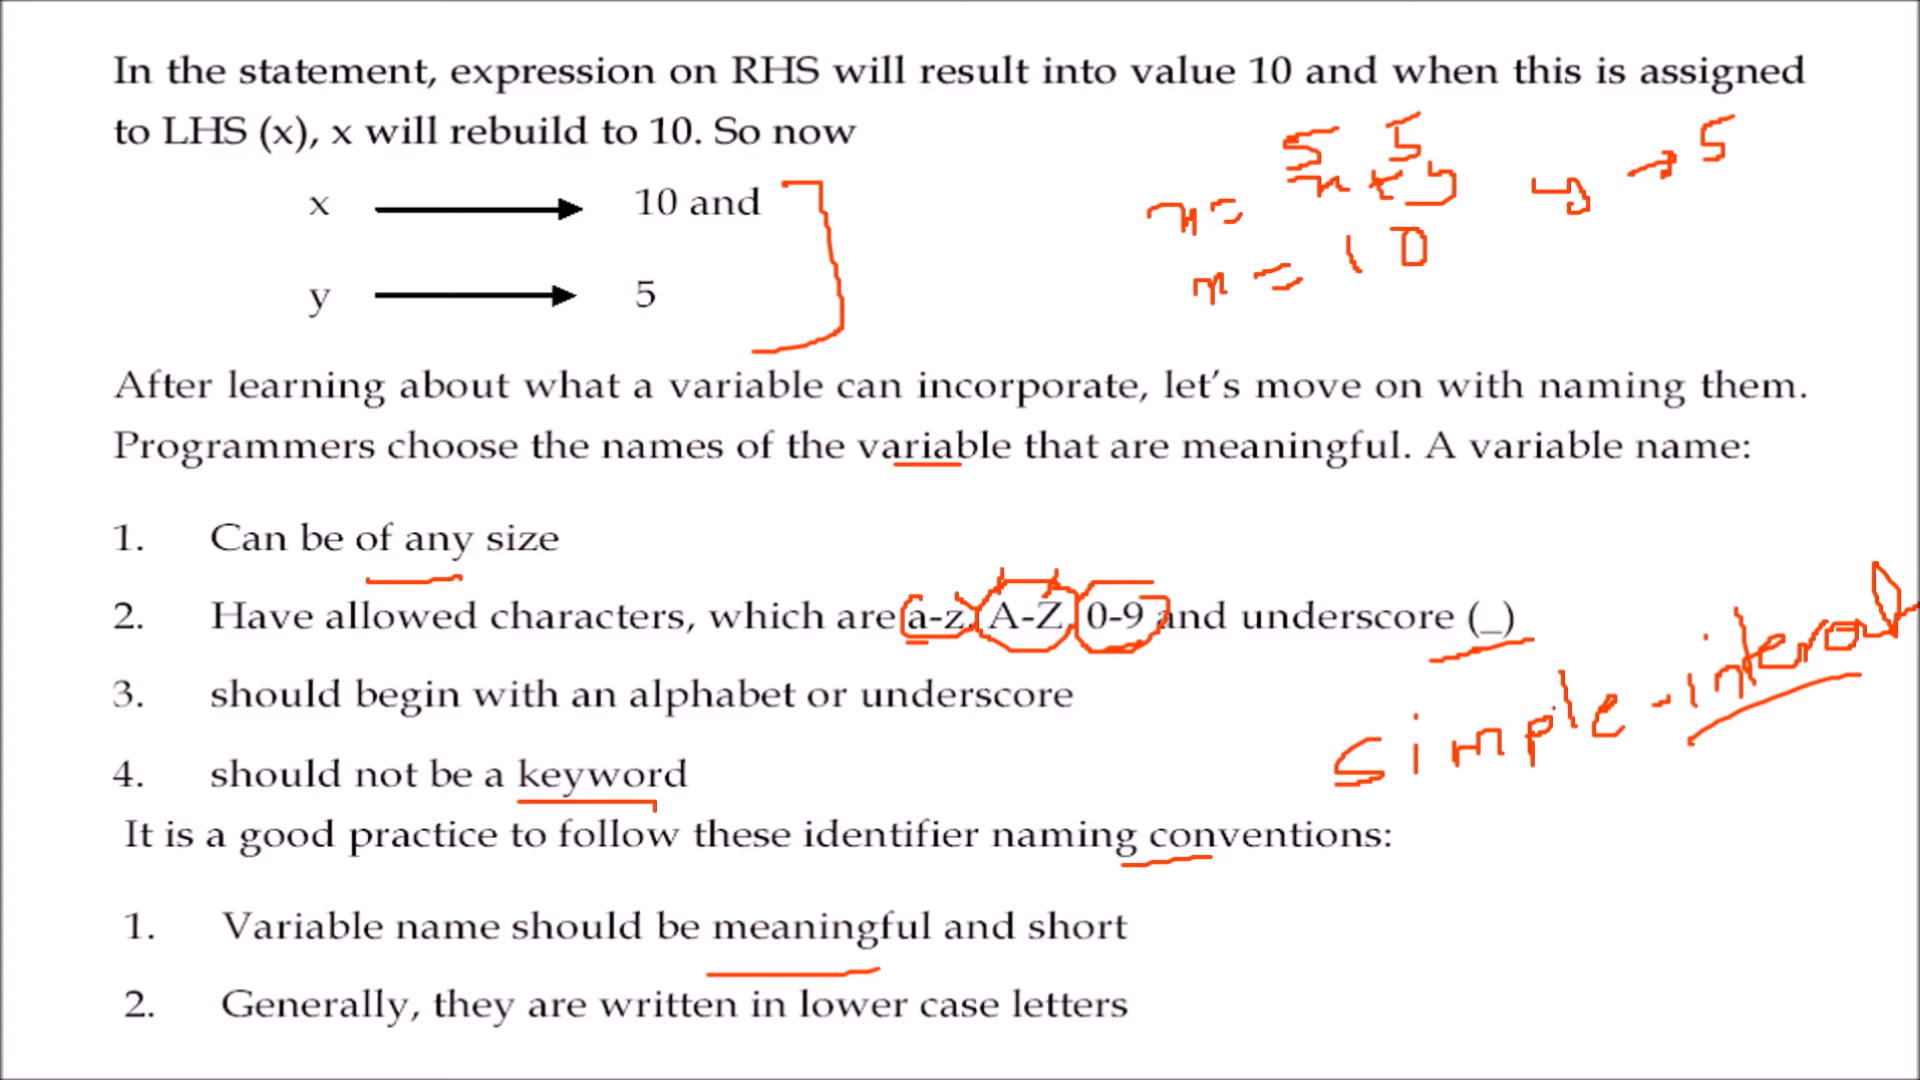 In the statement, expression on RHS will result into value 10 and when this is assigned
to LHS (x), x will rebuild to 10. So now
5 5
x 10 and
x = x + y → 5
x = 10
y 5
After learning about what a variable can incorporate, let’s move on with naming them.
Programmers choose the names of the variable that are meaningful. A variable name:
1. Can be of any size
2. Have allowed characters, which are a-z, A-Z, 0-9 and underscore (_)
3. should begin with an alphabet or underscore
simple-
4. should not be a keyword
It is a good practice to follow these identifier naming conventions:
1. Variable name should be meaningful and short
2. Generally, they are written in lower case letters